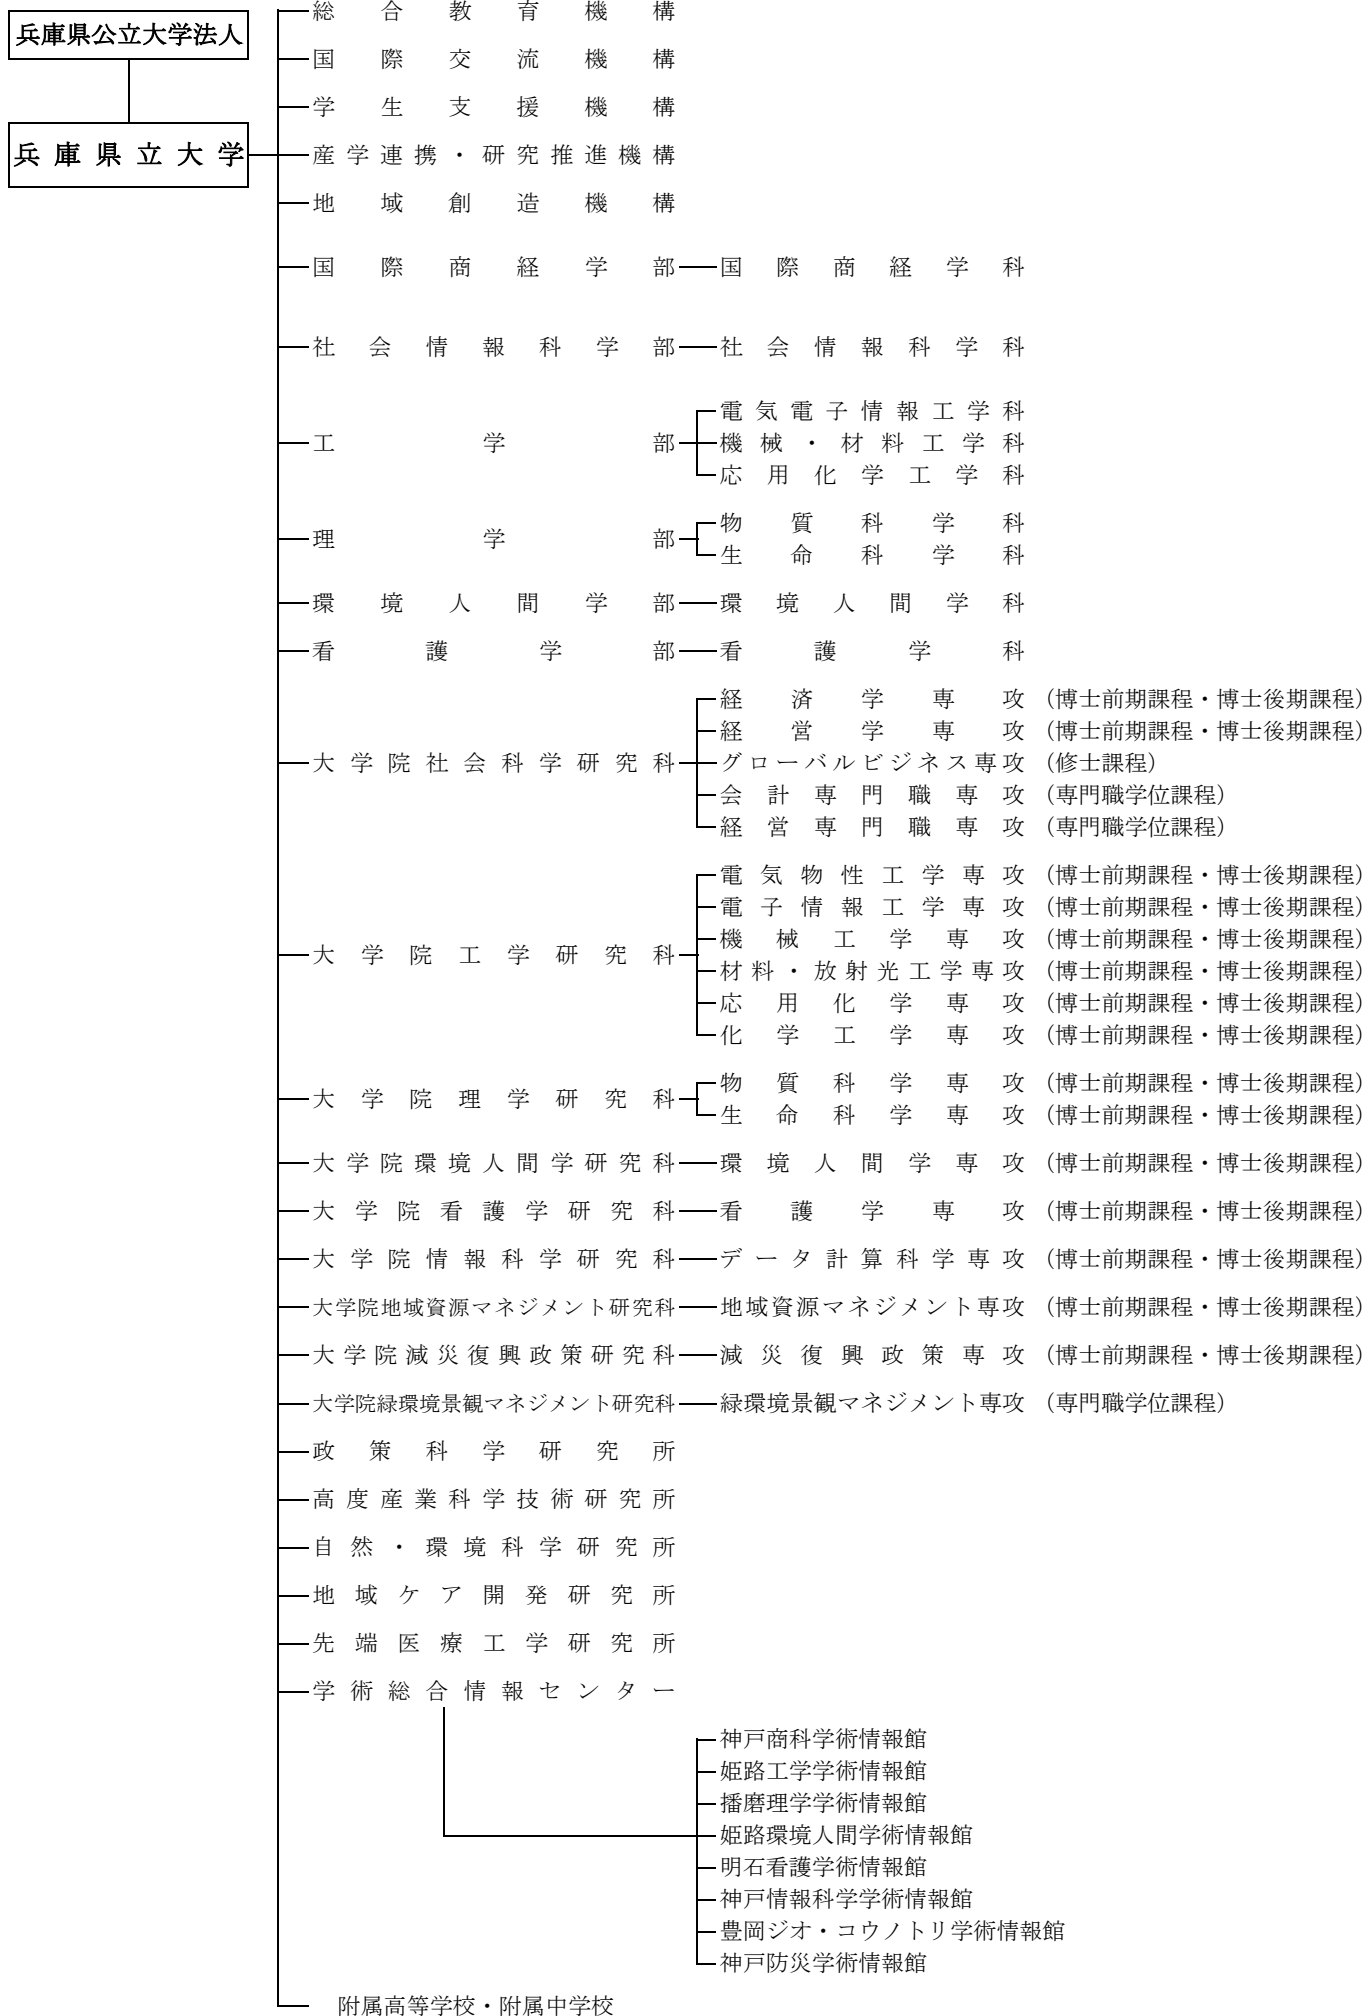 兵庫県公立大学法人
兵庫県立大学
総合教育機構
国際交流機構
学生支援機構
産学連携・研究推進機構
地域創造機構
国際商経学部 国際商経学科
社会情報科学部 社会情報科学科
工学部
電気電子情報工学科
機械・材料工学科
応用化学工学科
理学部
物質科学科
生命科学科
環境人間学部 環境人間学科
看護学部 看護学科
大学院社会科学研究科
経済学専攻 (博士前期課程・博士後期課程)
経営学専攻 (博士前期課程・博士後期課程)
グローバルビジネス専攻 (修士課程)
会計専門職専攻 (専門職学位課程)
経営専門職専攻 (専門職学位課程)
大学院工学研究科
電気物性工学専攻 (博士前期課程・博士後期課程)
電子情報工学専攻 (博士前期課程・博士後期課程)
機械工学専攻 (博士前期課程・博士後期課程)
材料・放射光工学専攻 (博士前期課程・博士後期課程)
応用化学専攻 (博士前期課程・博士後期課程)
化学工学専攻 (博士前期課程・博士後期課程)
大学院理学研究科
物質科学専攻 (博士前期課程・博士後期課程)
生命科学専攻 (博士前期課程・博士後期課程)
大学院環境人間学研究科 環境人間学専攻 (博士前期課程・博士後期課程)
大学院看護学研究科 看護学専攻 (博士前期課程・博士後期課程)
大学院情報科学研究科 データ計算科学専攻 (博士前期課程・博士後期課程)
大学院地域資源マネジメント研究科 地域資源マネジメント専攻 (博士前期課程・博士後期課程)
大学院減災復興政策研究科 減災復興政策専攻 (博士前期課程・博士後期課程)
大学院緑環境景観マネジメント研究科 緑環境景観マネジメント専攻 (専門職学位課程)
政策科学研究所
高度産業科学技術研究所
自然・環境科学研究所
地域ケア開発研究所
先端医療工学研究所
学術総合情報センター
神戸商科学術情報館
姫路工学学術情報館
播磨理学学術情報館
姫路環境人間学術情報館
明石看護学術情報館
神戸情報科学学術情報館
豊岡ジオ・コウノトリ学術情報館
神戸防災学術情報館
附属高等学校・附属中学校